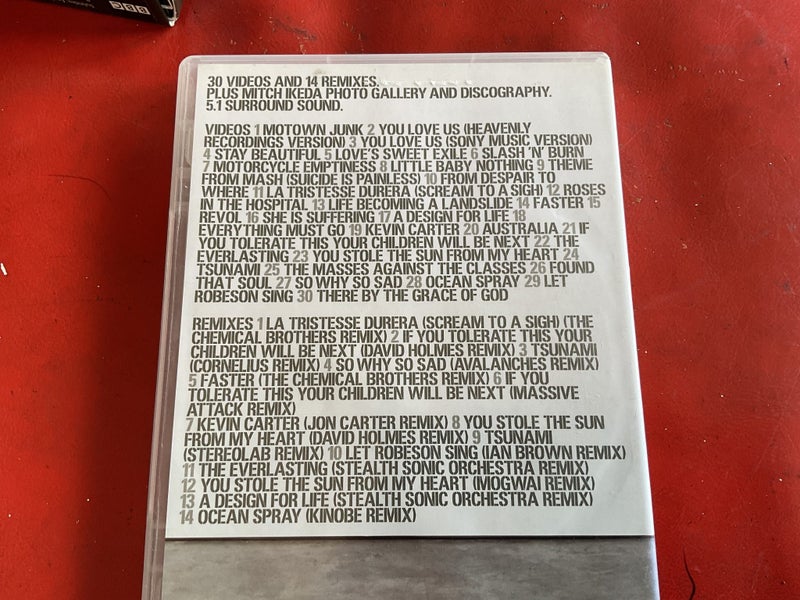 BBC
30 VIDEOS AND 14 REMIXES.
PLUS MITCH IKEDA PHOTO GALLERY AND DISCOGRAPHY.
5.1 SURROUND SOUND.
VIDEOS 1 MOTOWN JUNK 2 YOU LOVE US (HEAVENLY
RECORDINGS VERSION) 3 YOU LOVE US (SONY MUSIC VERSION)
4 STAY BEAUTIFUL 5 LOVE'S SWEET EXILE 6 SLASH 'N' BURN
7 MOTORCYCLE EMPTINESS 8 LITTLE BABY NOTHING 9 THEME
FROM MASH (SUICIDE IS PAINLESS) 10 FROM DESPAIR TO
WHERE 11 LA TRISTESSE DURERA (SCREAM TO A SIGH) 12 ROSES
IN THE HOSPITAL 13 LIFE BECOMING A LANDSLIDE 14 FASTER 15
REVOL 16 SHE IS SUFFERING 17 A DESIGN FOR LIFE 18
EVERYTHING MUST GO 19 KEVIN CARTER 20 AUSTRALIA 21 IF
YOU TOLERATE THIS YOUR CHILDREN WILL BE NEXT 22 THE
EVERLASTING 23 YOU STOLE THE SUN FROM MY HEART 24
TSUNAMI 25 THE MASSES AGAINST THE CLASSES 26 FOUND
THAT SOUL 27 SO WHY SO SAD 28 OCEAN SPRAY 29 LET
ROBESON SING 30 THERE BY THE GRACE OF GOD
REMIXES 1 LA TRISTESSE DURERA (SCREAM TO A SIGH) (THE
CHEMICAL BROTHERS REMIX) 2 IF YOU TOLERATE THIS YOUR
CHILDREN WILL BE NEXT (DAVID HOLMES REMIX) 3 TSUNAMI
(CORNELIUS REMIX) 4 SO WHY SO SAD (AVALANCHES REMIX)
5 FASTER (THE CHEMICAL BROTHERS REMIX) 6 IF YOU
TOLERATE THIS YOUR CHILDREN WILL BE NEXT (MASSIVE
ATTACK REMIX)
7 KEVIN CARTER (JON CARTER REMIX) 8 YOU STOLE THE SUN
FROM MY HEART (DAVID HOLMES REMIX) 9 TSUNAMI
(STEREOLAB REMIX) 10 LET ROBESON SING (IAN BROWN REMIX)
11 THE EVERLASTING (STEALTH SONIC ORCHESTRA REMIX)
12 YOU STOLE THE SUN FROM MY HEART (MOGWAI REMIX)
13 A DESIGN FOR LIFE (STEALTH SONIC ORCHESTRA REMIX)
14 OCEAN SPRAY (KINOBE REMIX)